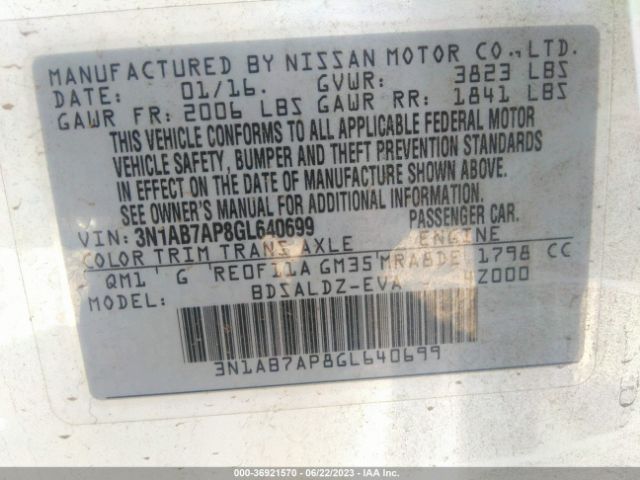 MANUFACTURED BY NISSAN MOTOR CO., LTD.
DATE: 01/16. GVWR: 3823 LBS
GAWR FR: 2006 LBS GAWR RR: 1841 LBS
THIS VEHICLE CONFORMS TO ALL APPLICABLE FEDERAL MOTOR
VEHICLE SAFETY, BUMPER AND THEFT PREVENTION STANDARDS
IN EFFECT ON THE DATE OF MANUFACTURE SHOWN ABOVE.
SEE OWNER'S MANUAL FOR ADDITIONAL INFORMATION.
VIN: 3N1AB7AP8GL640699 PASSENGER CAR.
COLOR TRIM TRANS AXLE ENGINE
QM1 G RE0F11A GM35 MRA8DE 1798 CC
MODEL: BDSALDZ-EVA 4Z000
3N1AB7AP8GL640699
000-36921570 - 06/22/2023 - IAA Inc.